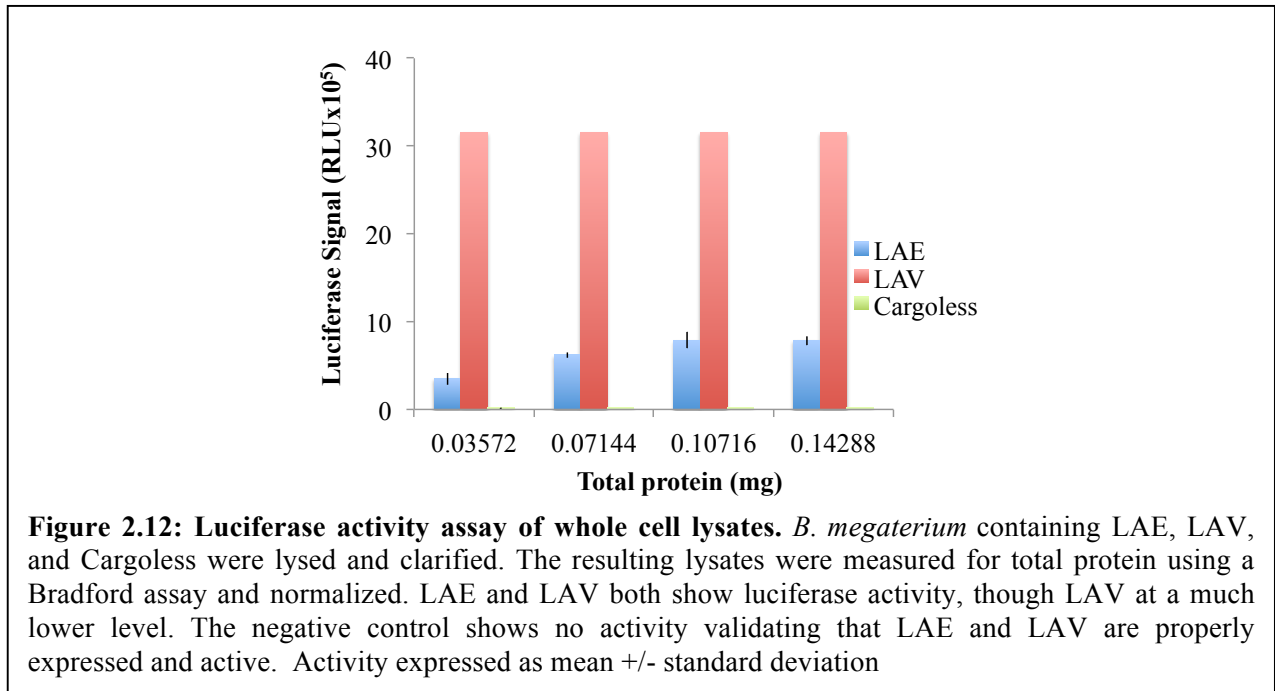 40
30
20
10
0
Luciferase Signal (RLUx10⁵)
LAE
LAV
Cargoless
0.03572 0.07144 0.10716 0.14288
Total protein (mg)
Figure 2.12: Luciferase activity assay of whole cell lysates. B. megaterium containing LAE, LAV,
and Cargoless were lysed and clarified. The resulting lysates were measured for total protein using a
Bradford assay and normalized. LAE and LAV both show luciferase activity, though LAV at a much
lower level. The negative control shows no activity validating that LAE and LAV are properly
expressed and active. Activity expressed as mean +/- standard deviation